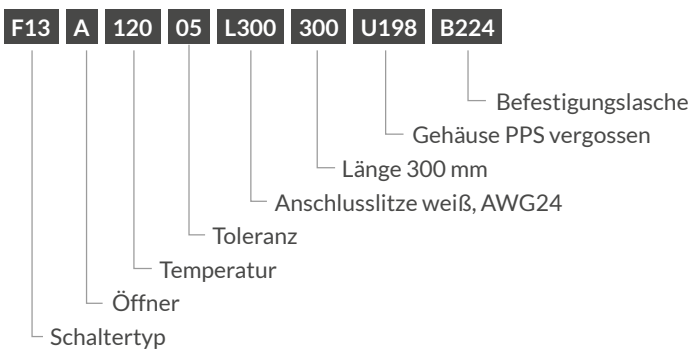 F13 A 120 05 L300 300 U198 B224
Befestigungslasche
Gehäuse PPS vergossen
Länge 300 mm
Anschlusslitze weiß, AWG24
Toleranz
Temperatur
Öffner
Schaltertyp